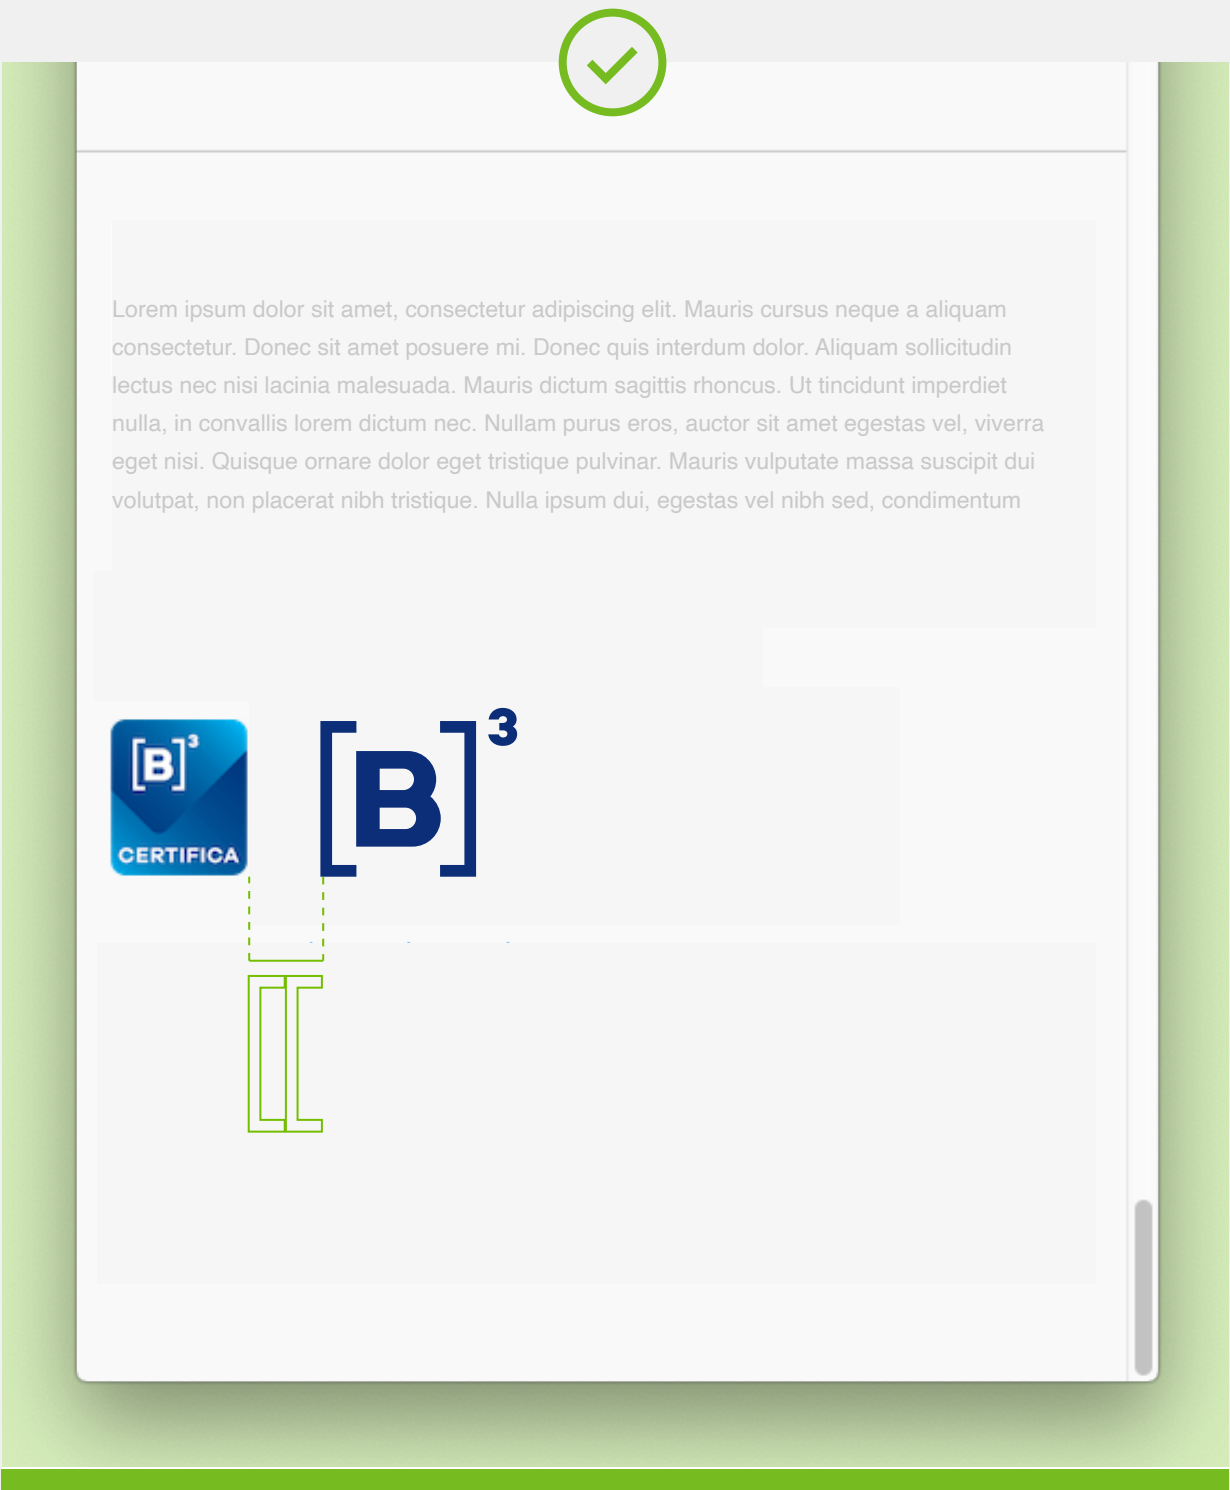 Lorem ipsum dolor sit amet, consectetur adipiscing elit. Mauris cursus neque a aliquam
consectetur. Donec sit amet posuere mi. Donec quis interdum dolor. Aliquam sollicitudin
lectus nec nisi lacinia malesuada. Mauris dictum sagittis rhoncus. Ut tincidunt imperdiet
nulla, in convallis lorem dictum nec. Nullam purus eros, auctor sit amet egestas vel, viverra
eget nisi. Quisque ornare dolor eget tristique pulvinar. Mauris vulputate massa suscipit dui
volutpat, non placerat nibh tristique. Nulla ipsum dui, egestas vel nibh sed, condimentum
[B]³
CERTIFICA
[B]³